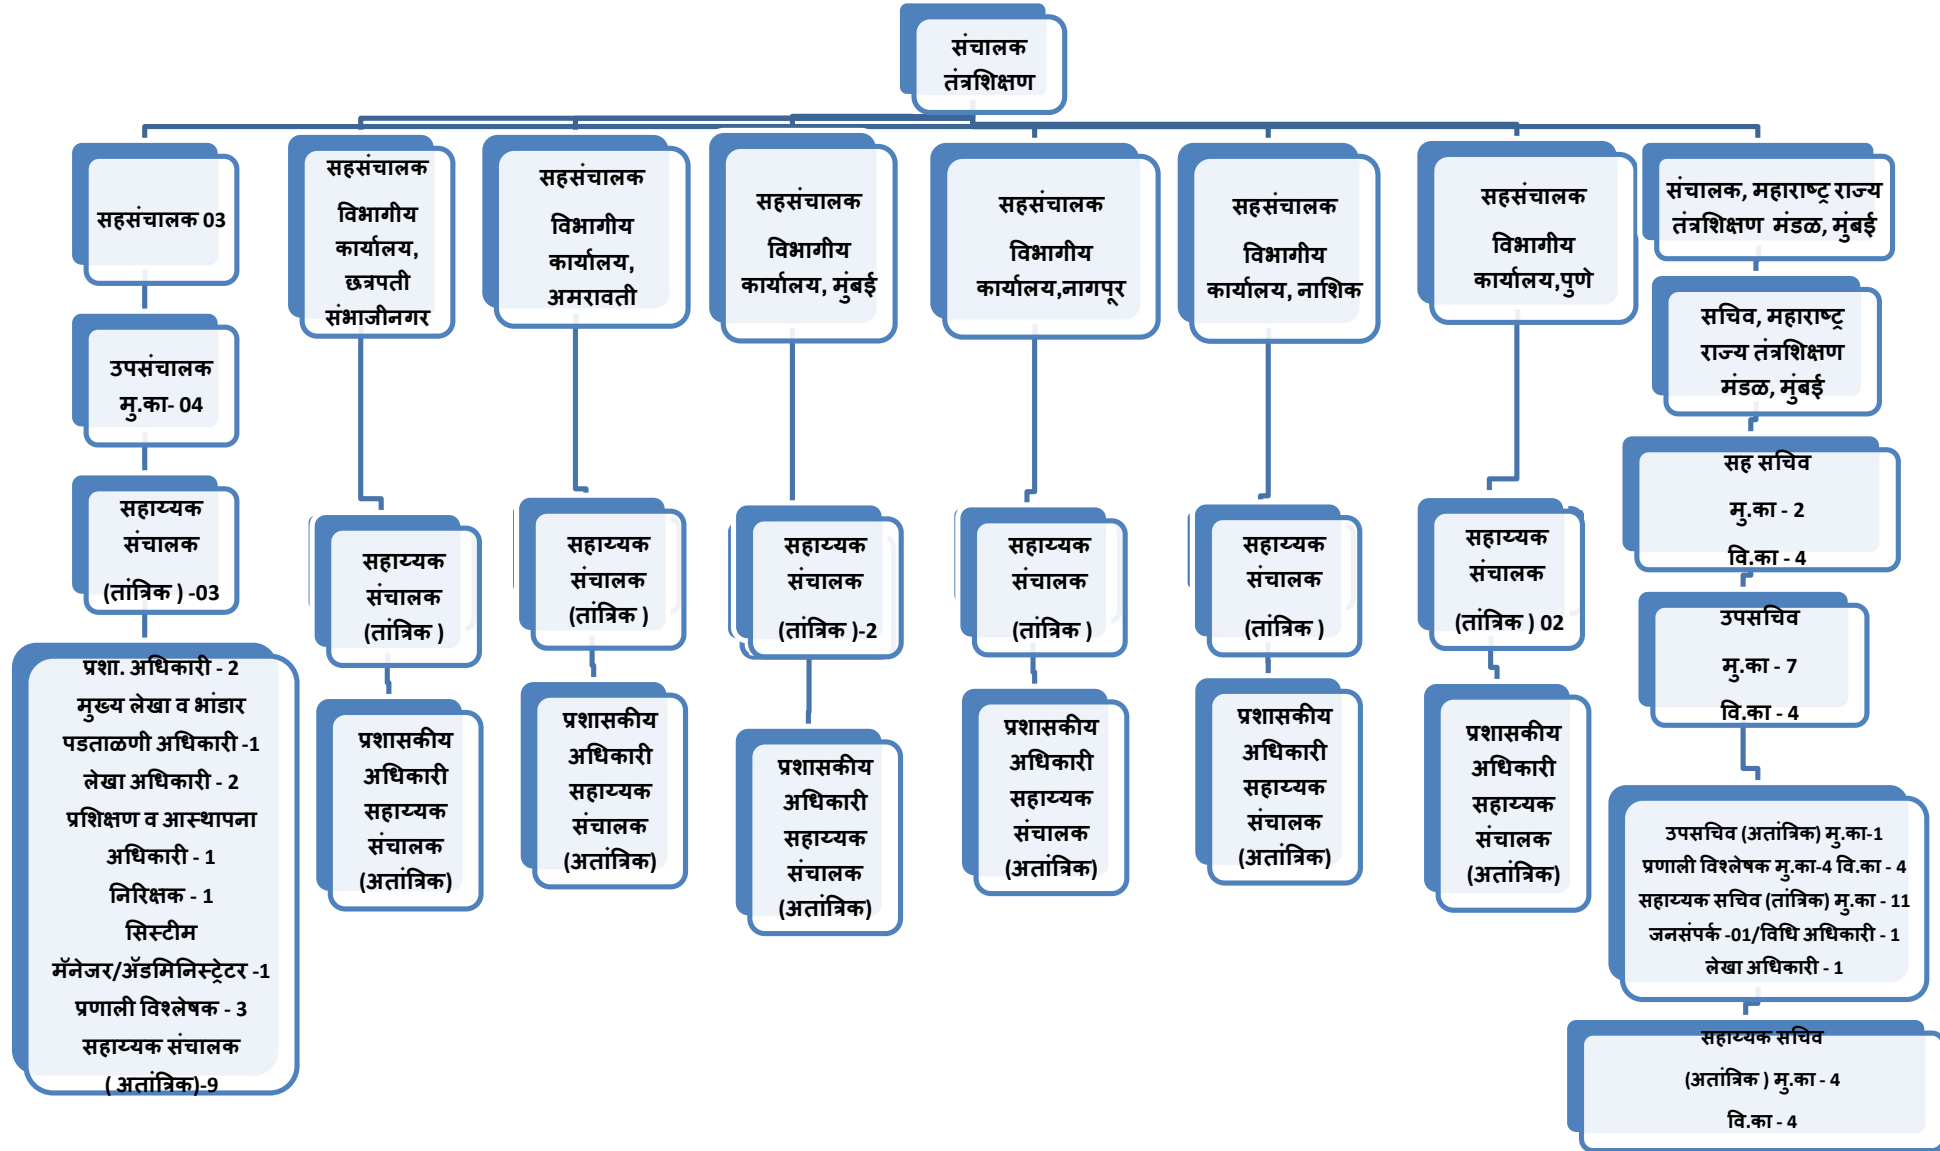 संचालक
तंत्रशिक्षण
सहसंचालक 03
उपसंचालक
मु.का- 04
सहाय्यक
संचालक
(तांत्रिक ) -03
प्रशा. अधिकारी - 2
मुख्य लेखा व भांडार
पडताळणी अधिकारी -1
लेखा अधिकारी - 2
प्रशिक्षण व आस्थापना
अधिकारी - 1
निरिक्षक - 1
सिस्टीम
मॅनेजर/ॲडमिनिस्ट्रेटर -1
प्रणाली विश्लेषक - 3
सहाय्यक संचालक
( अतांत्रिक)-9
सहसंचालक
विभागीय
कार्यालय,
छत्रपती
संभाजीनगर
सहाय्यक
संचालक
(तांत्रिक )
प्रशासकीय
अधिकारी
सहाय्यक
संचालक
(अतांत्रिक)
सहसंचालक
विभागीय
कार्यालय,
अमरावती
सहाय्यक
संचालक
(तांत्रिक )
प्रशासकीय
अधिकारी
सहाय्यक
संचालक
(अतांत्रिक)
सहसंचालक
विभागीय
कार्यालय, मुंबई
सहाय्यक
संचालक
(तांत्रिक )-2
प्रशासकीय
अधिकारी
सहाय्यक
संचालक
(अतांत्रिक)
सहसंचालक
विभागीय
कार्यालय,नागपूर
सहाय्यक
संचालक
(तांत्रिक )
प्रशासकीय
अधिकारी
सहाय्यक
संचालक
(अतांत्रिक)
सहसंचालक
विभागीय
कार्यालय, नाशिक
सहाय्यक
संचालक
(तांत्रिक )
प्रशासकीय
अधिकारी
सहाय्यक
संचालक
(अतांत्रिक)
सहसंचालक
विभागीय
कार्यालय,पुणे
सहाय्यक
संचालक
(तांत्रिक ) 02
प्रशासकीय
अधिकारी
सहाय्यक
संचालक
(अतांत्रिक)
संचालक, महाराष्ट्र राज्य
तंत्रशिक्षण मंडळ, मुंबई
सचिव, महाराष्ट्र
राज्य तंत्रशिक्षण
मंडळ, मुंबई
सह सचिव
मु.का - 2
वि.का - 4
उपसचिव
मु.का - 7
वि.का - 4
उपसचिव (अतांत्रिक) मु.का-1
प्रणाली विश्लेषक मु.का-4 वि.का - 4
सहाय्यक सचिव (तांत्रिक) मु.का - 11
जनसंपर्क -01/विधि अधिकारी - 1
लेखा अधिकारी - 1
सहाय्यक सचिव
(अतांत्रिक ) मु.का - 4
वि.का - 4